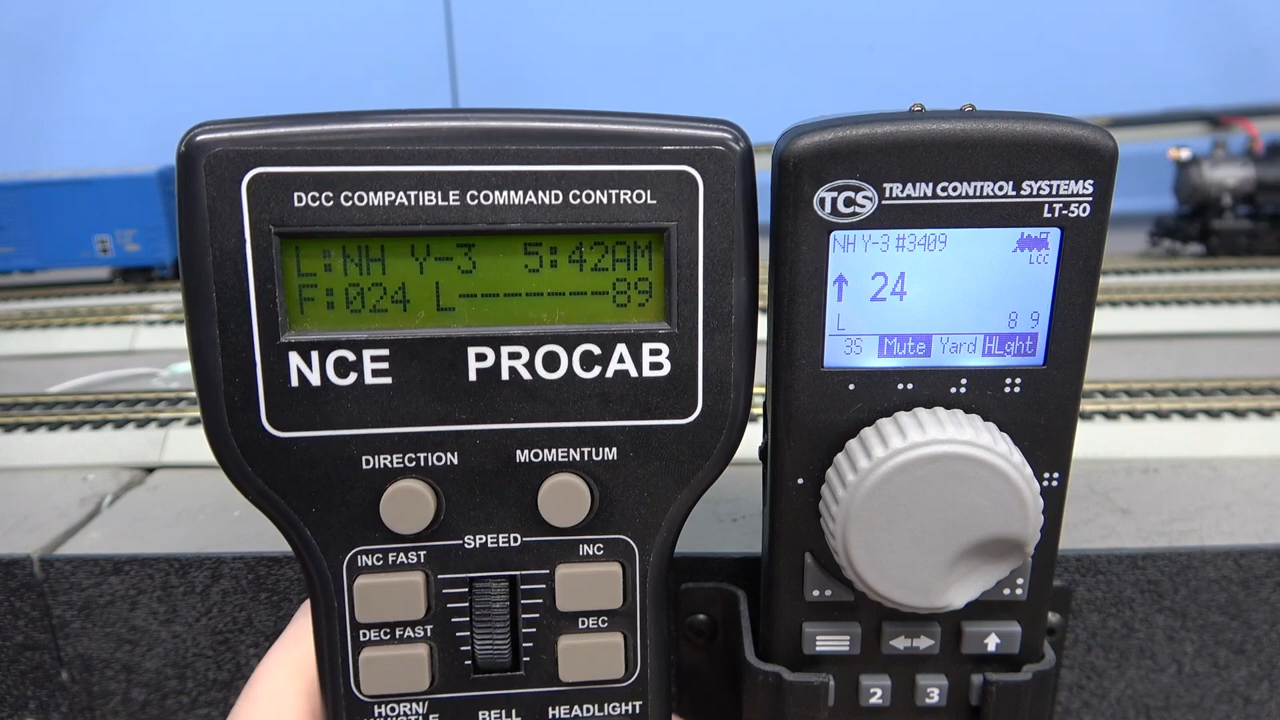 DCC COMPATIBLE COMMAND CONTROL
L:NH Y-3 5:42AM
F:024 L-------89
NCE PROCAB
DIRECTION
MOMENTUM
SPEED
INC FAST
INC
DEC FAST
DEC
HORN/
WHISTLE
BELL
HEADLIGHT
TCS TRAIN CONTROL SYSTEMS
LT-50
NH Y-3 #3409
LCC
24
L 8 9
3S Mute Yard HLght
2 3